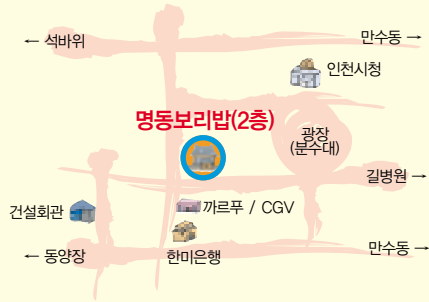 ← 석바위
만수동 →
인천시청
명동보리밥(2층)
광장
(분수대)
길병원 →
건설회관
까르푸 / CGV
← 동양장
한미은행
만수동 →